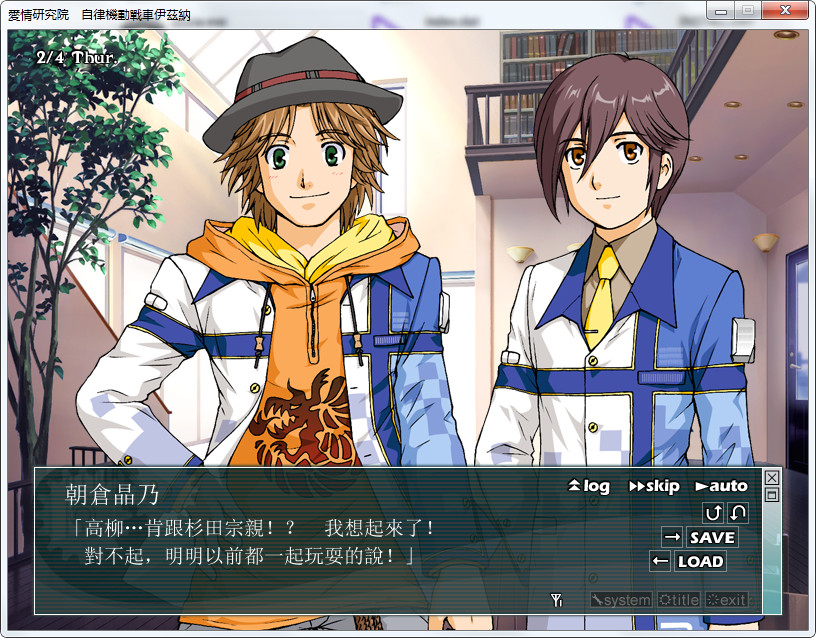 愛情研究院　自律機動戰車伊茲納
2/4 Thur.
log
skip
auto
朝倉晶乃
「高柳…肯跟杉田宗親！？　我想起來了！
對不起，明明以前都一起玩耍的說！」
SAVE
LOAD
system
title
exit